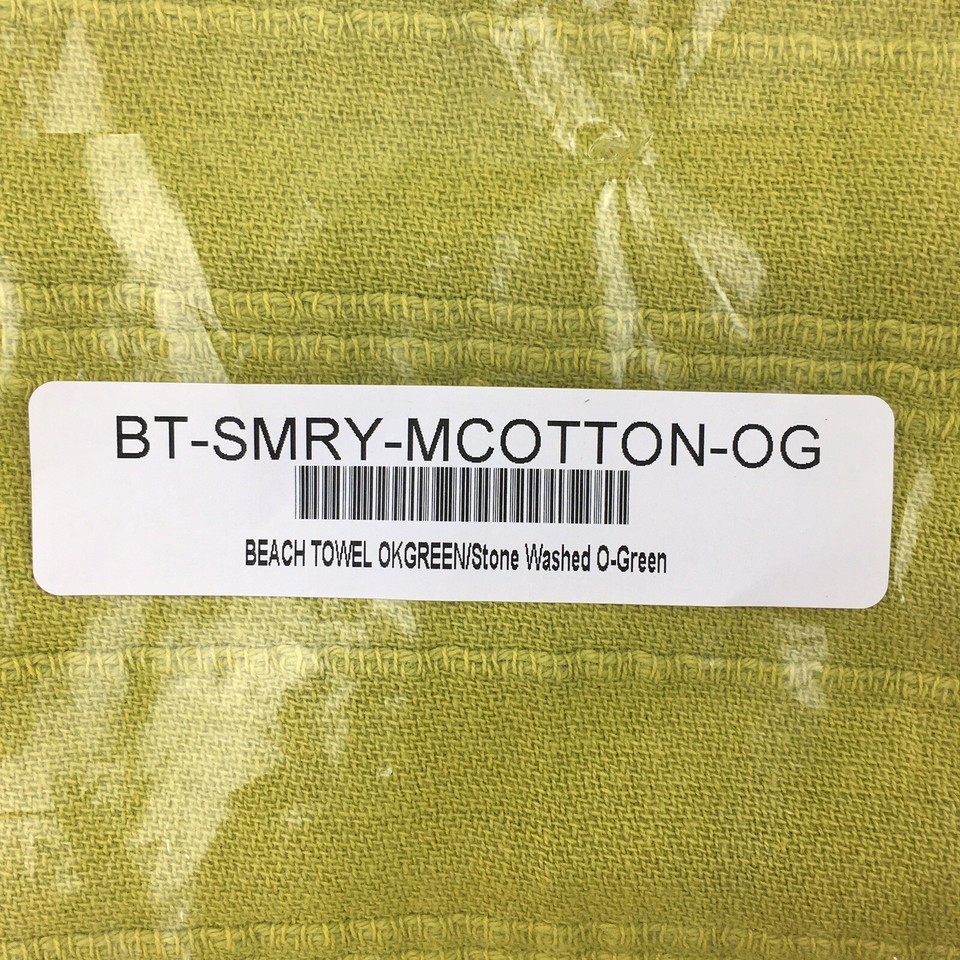 BT-SMRY-MCOTTON-OG
BEACH TOWEL OKGREEN/Stone Washed O-Green